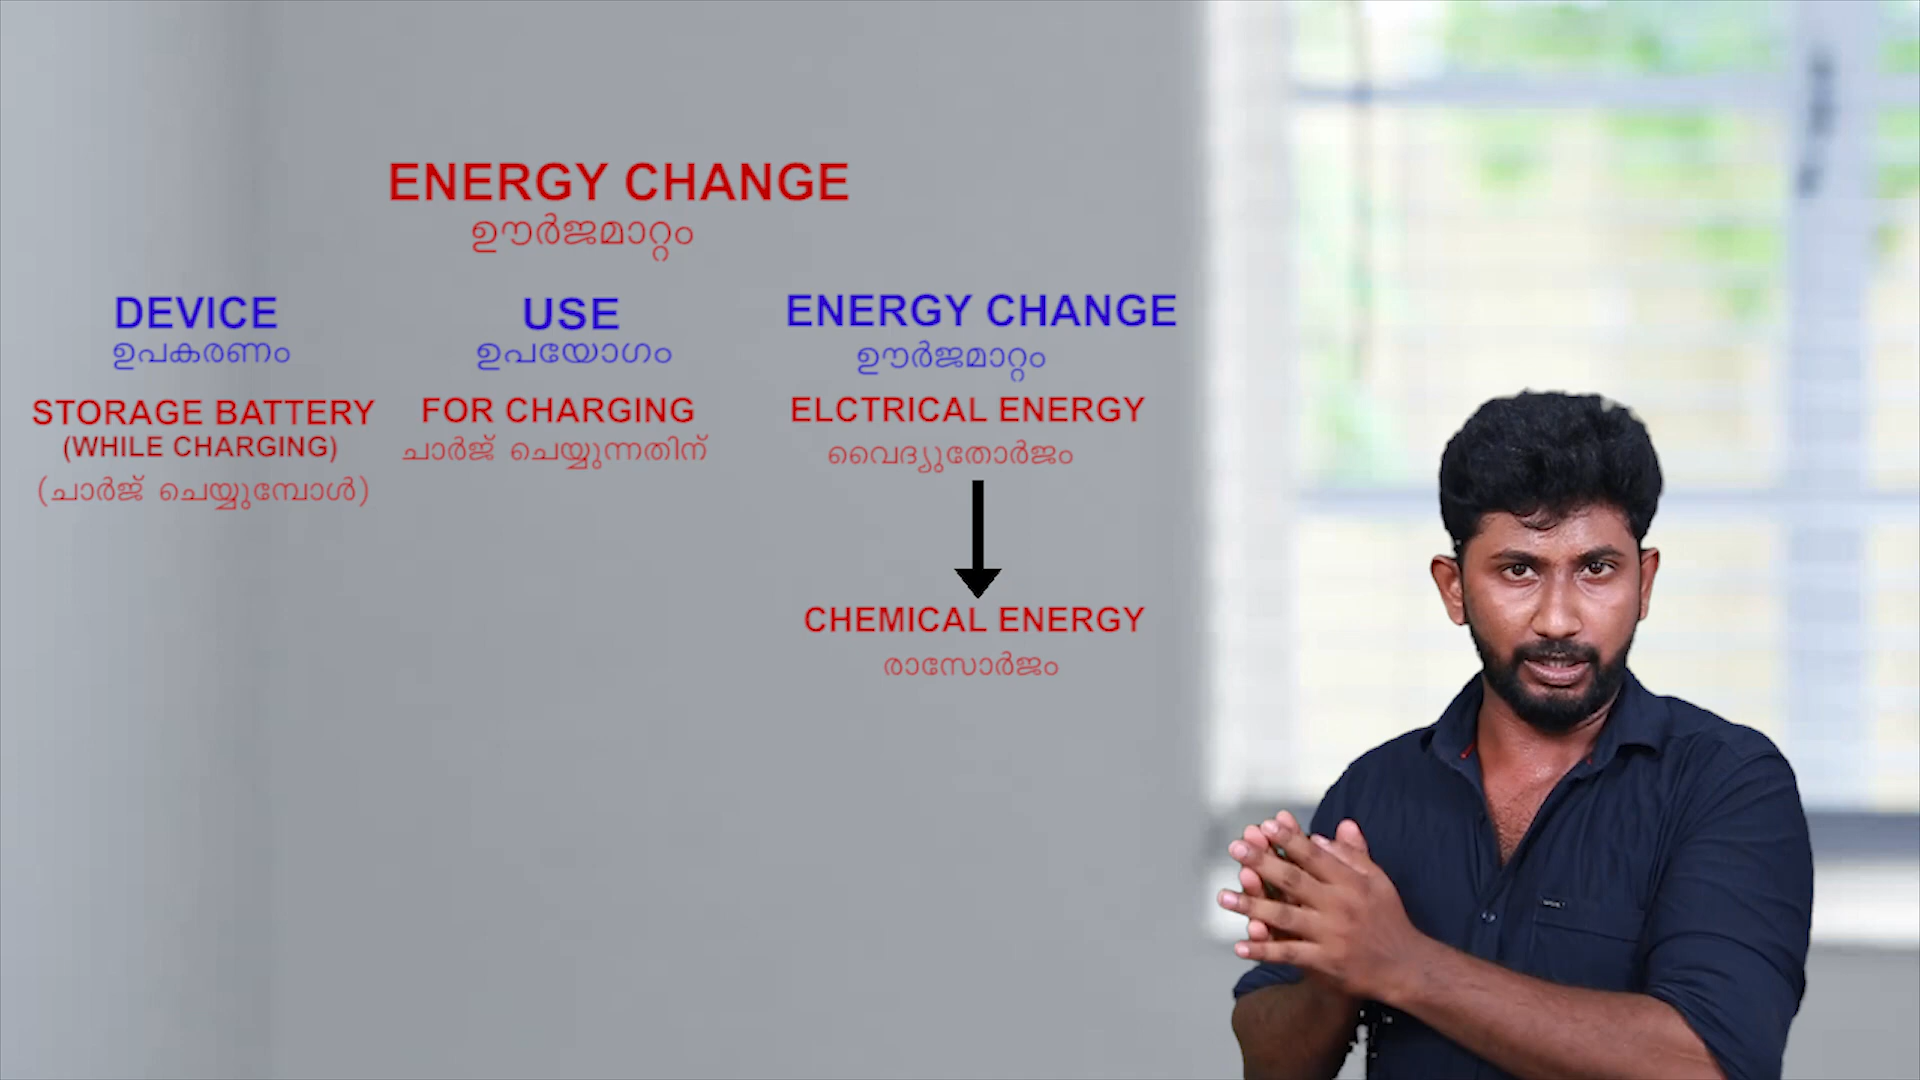 ENERGY CHANGE
ഊർജമാറ്റം
DEVICE
ഉപകരണം
STORAGE BATTERY
(WHILE CHARGING)
(ചാർജ് ചെയ്യുമ്പോൾ)
USE
ഉപയോഗം
FOR CHARGING
ചാർജ് ചെയ്യുന്നതിന്
ENERGY CHANGE
ഊർജമാറ്റം
ELCTRICAL ENERGY
വൈദ്യുതോർജം
CHEMICAL ENERGY
രാസോർജം